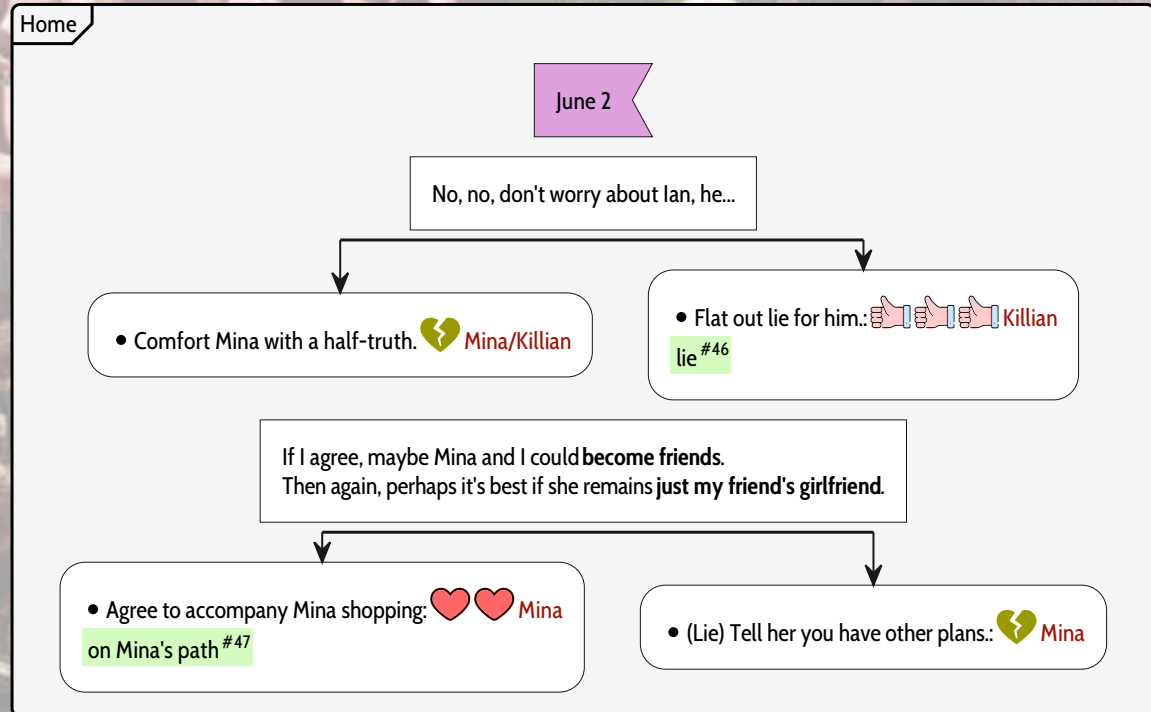 Home
June 2
No, no, don't worry about Ian, he...
• Comfort Mina with a half-truth. Mina/Killian
• Flat out lie for him.: Killian
lie #46
If I agree, maybe Mina and I could become friends.
Then again, perhaps it's best if she remains just my friend's girlfriend.
• Agree to accompany Mina shopping: Mina
on Mina's path #47
• (Lie) Tell her you have other plans.: Mina